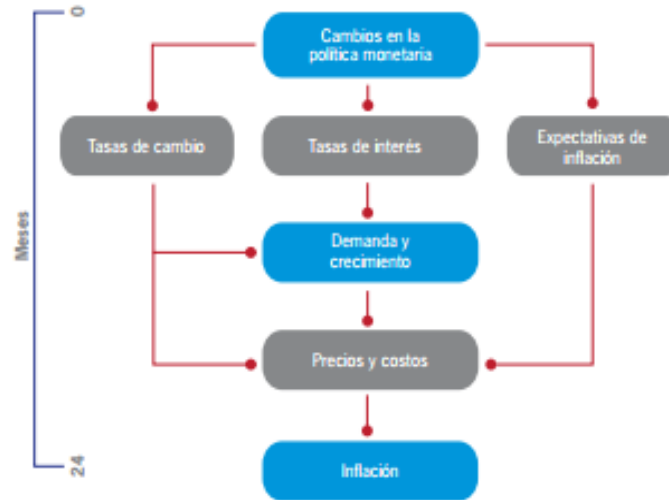 0
Cambios en la
política monetaria
Tasas de cambio
Tasas de interés
Expectativas de
inflación
Meses
Demanda y
crecimiento
Precios y costos
24
Inflación